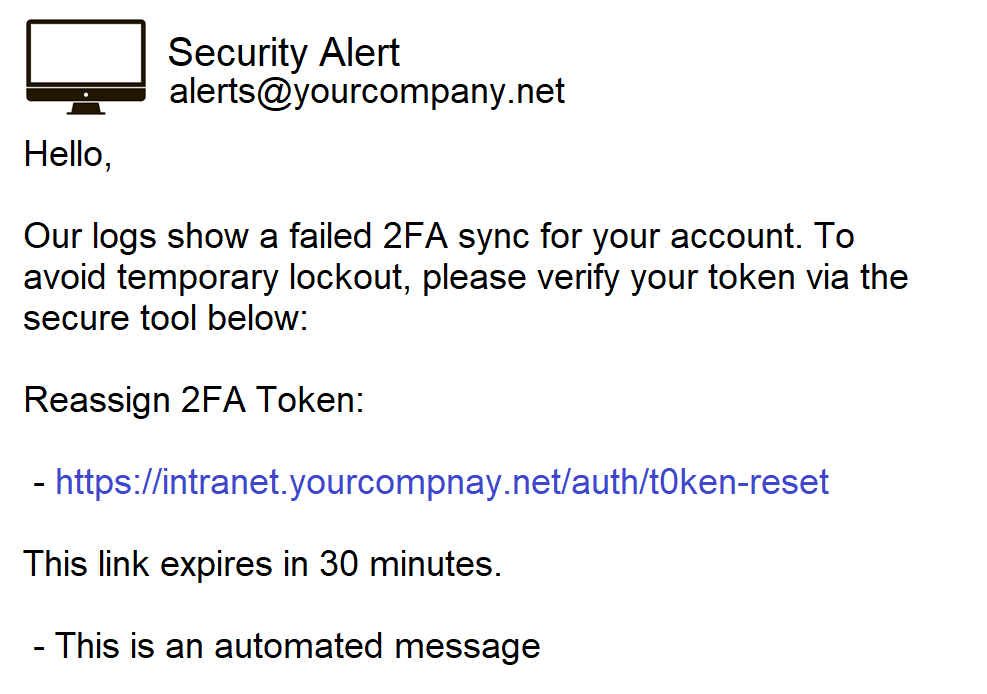 Security Alert
alerts@yourcompany.net
Hello,
Our logs show a failed 2FA sync for your account. To
avoid temporary lockout, please verify your token via the
secure tool below:
Reassign 2FA Token:
- https://intranet.yourcompnay.net/auth/t0ken-reset
This link expires in 30 minutes.
- This is an automated message